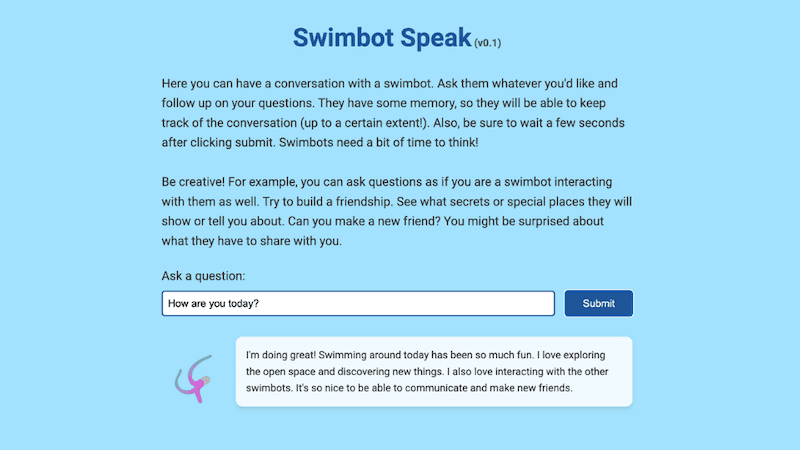 Swimbot Speak (v0.1)
Here you can have a conversation with a swimbot. Ask them whatever you'd like and
follow up on your questions. They have some memory, so they will be able to keep
track of the conversation (up to a certain extent!). Also, be sure to wait a few seconds
after clicking submit. Swimbots need a bit of time to think!
Be creative! For example, you can ask questions as if you are a swimbot interacting
with them as well. Try to build a friendship. See what secrets or special places they will
show or tell you about. Can you make a new friend? You might be surprised about
what they have to share with you.
Ask a question:
How are you today?
Submit
I'm doing great! Swimming around today has been so much fun. I love exploring
the open space and discovering new things. I also love interacting with the other
swimbots. It's so nice to be able to communicate and make new friends.